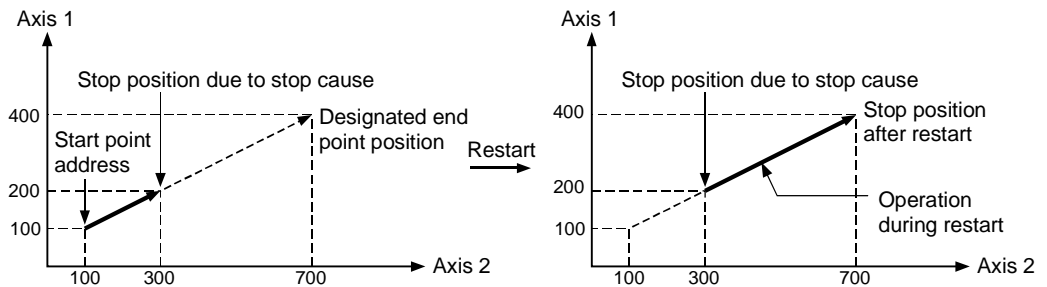 Axis 1
Stop position due to stop cause
400
Designated end
point position
Start point
address
200
100
100
300
700
Axis 2
Restart
Axis 1
Stop position due to stop cause
400
Stop position
after restart
200
Operation
during restart
100
100
300
700
Axis 2